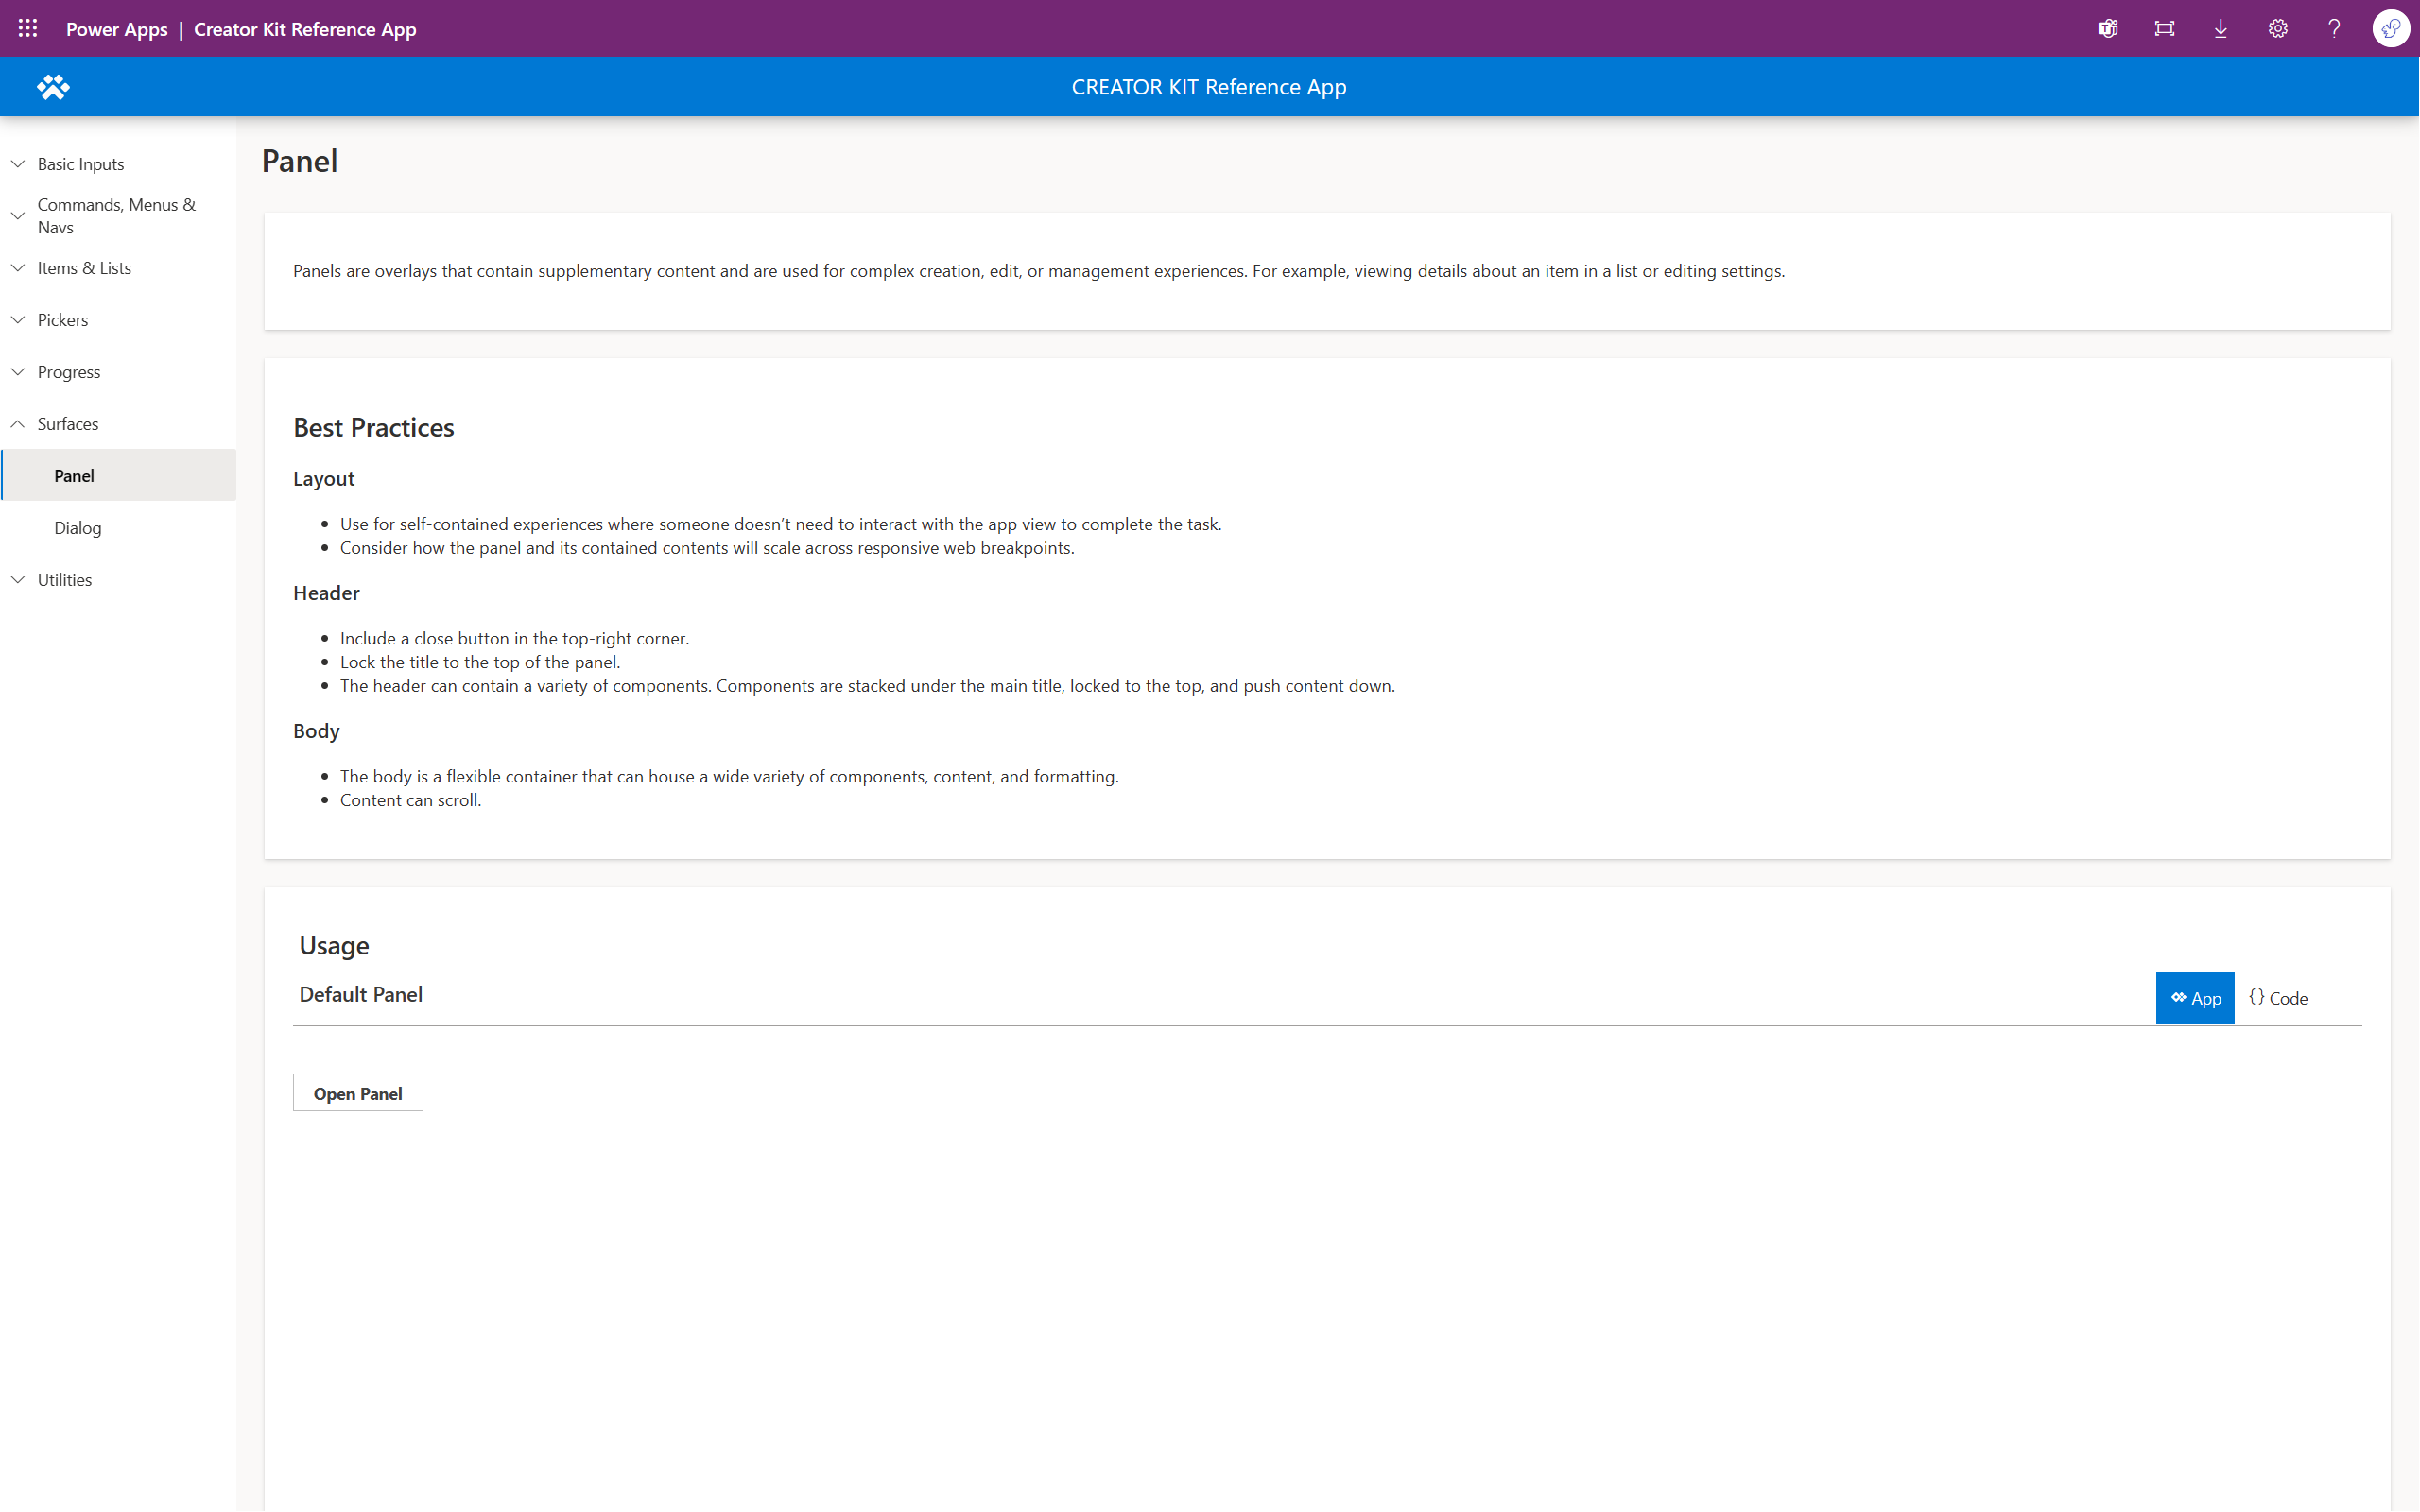 Power Apps | Creator Kit Reference App
CREATOR KIT Reference App
Basic Inputs
Commands, Menus &
Navs
Items & Lists
Pickers
Progress
Surfaces
Panel
Dialog
Utilities
Panel
Panels are overlays that contain supplementary content and are used for complex creation, edit, or management experiences. For example, viewing details about an item in a list or editing settings.
Best Practices
Layout
Use for self-contained experiences where someone doesn’t need to interact with the app view to complete the task.
Consider how the panel and its contained contents will scale across responsive web breakpoints.
Header
Include a close button in the top-right corner.
Lock the title to the top of the panel.
The header can contain a variety of components. Components are stacked under the main title, locked to the top, and push content down.
Body
The body is a flexible container that can house a wide variety of components, content, and formatting.
Content can scroll.
Usage
Default Panel
App
{} Code
Open Panel